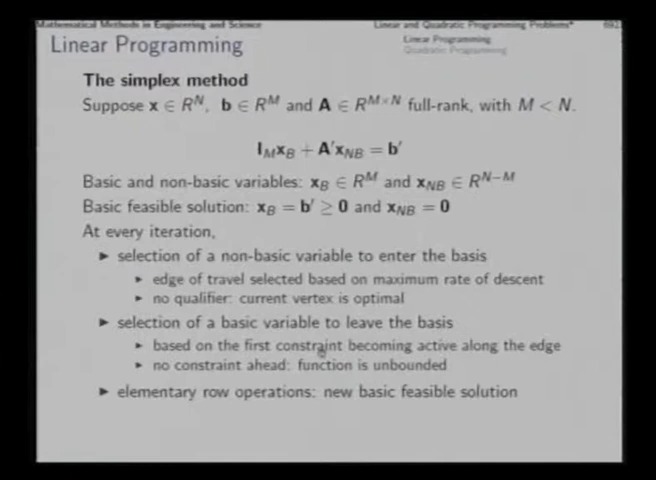 Mathematical Methods in Engineering and Science
Linear and Quadratic Programming Problems*
Linear Programming
Quadratic Programming
Linear Programming
The simplex method
Suppose x ∈ R^N, b ∈ R^M and A ∈ R^{M×N} full-rank, with M < N.
I_M x_B + A′x_NB = b′
Basic and non-basic variables: x_B ∈ R^M and x_NB ∈ R^{N−M}
Basic feasible solution: x_B = b′ ≥ 0 and x_NB = 0
At every iteration,
▶ selection of a non-basic variable to enter the basis
▶ edge of travel selected based on maximum rate of descent
▶ no qualifier: current vertex is optimal
▶ selection of a basic variable to leave the basis
▶ based on the first constraint becoming active along the edge
▶ no constraint ahead: function is unbounded
▶ elementary row operations: new basic feasible solution